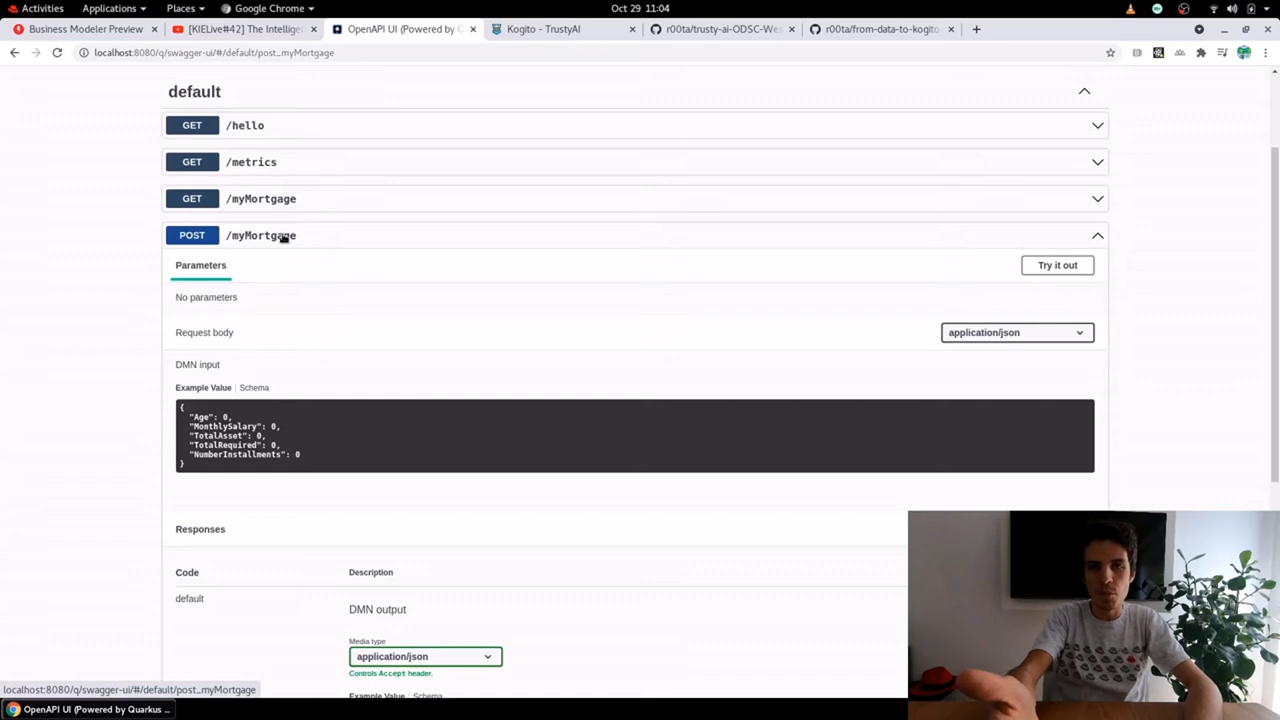 Activities Applications Places Google Chrome Oct 29 11:04
Business Modeler Preview [KIELive#42] The Intellige OpenAPI UI (Powered by Q Kogito - TrustyAI r00ta/trusty-ai-ODSC-Wes r00ta/from-data-to-kogito
localhost:8080/q/swagger-ui/#/default/post_myMortgage
default
GET /hello
GET /metrics
GET /myMortgage
POST /myMortgage
Parameters Try it out
No parameters
Request body application/json
DMN input
Example Value Schema
{
"Age": 0,
"MonthlySalary": 0,
"TotalAsset": 0,
"TotalRequired": 0,
"NumberInstallments": 0
}
Responses
Code Description
default
DMN output
Media type
application/json
Controls Accept header.
Example Value Schema
localhost:8080/q/swagger-ui/#/default/post_myMortgage
OpenAPI UI (Powered by Quarkus ...